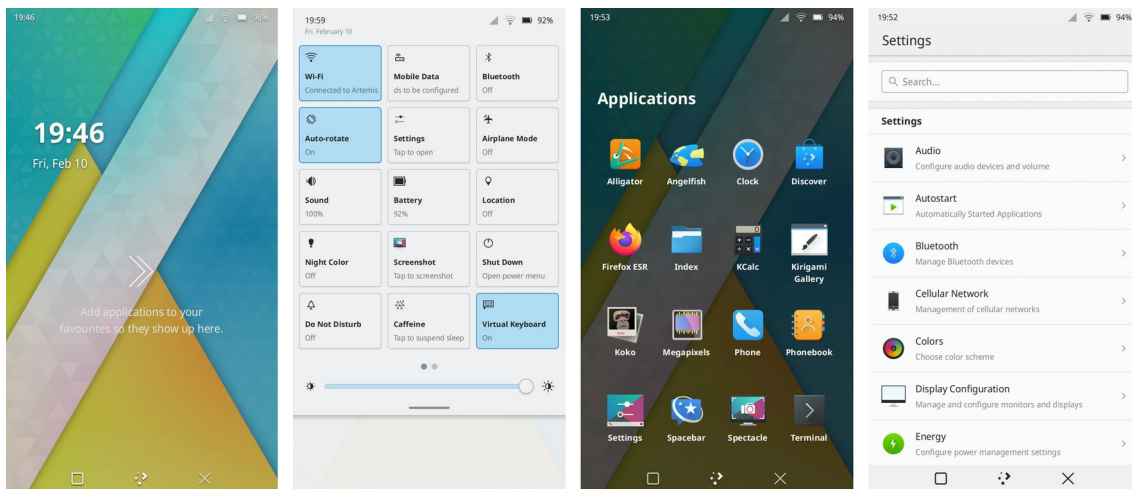 19:46
96%
19:46
Fri, Feb 10
Add applications to your
favourites so they show up here.
19:59
92%
Fri. February 10
Wi-Fi
Connected to Artemis
Mobile Data
ds to be configured
Bluetooth
Off
Auto-rotate
On
Settings
Tap to open
Airplane Mode
Off
Sound
100%
Battery
92%
Location
Off
Night Color
Off
Screenshot
Tap to screenshot
Shut Down
Open power menu
Do Not Disturb
Off
Caffeine
Tap to suspend sleep
Virtual Keyboard
On
19:53
94%
Applications
Alligator
Angelfish
Clock
Discover
Firefox ESR
Index
KCalc
Kirigami
Gallery
Koko
Megapixels
Phone
Phonebook
Settings
Spacebar
Spectacle
Terminal
19:52
94%
Settings
Search...
Settings
Audio
Configure audio devices and volume
Autostart
Automatically Started Applications
Bluetooth
Manage Bluetooth devices
Cellular Network
Management of cellular networks
Colors
Choose color scheme
Display Configuration
Manage and configure monitors and displays
Energy
Configure power management settings